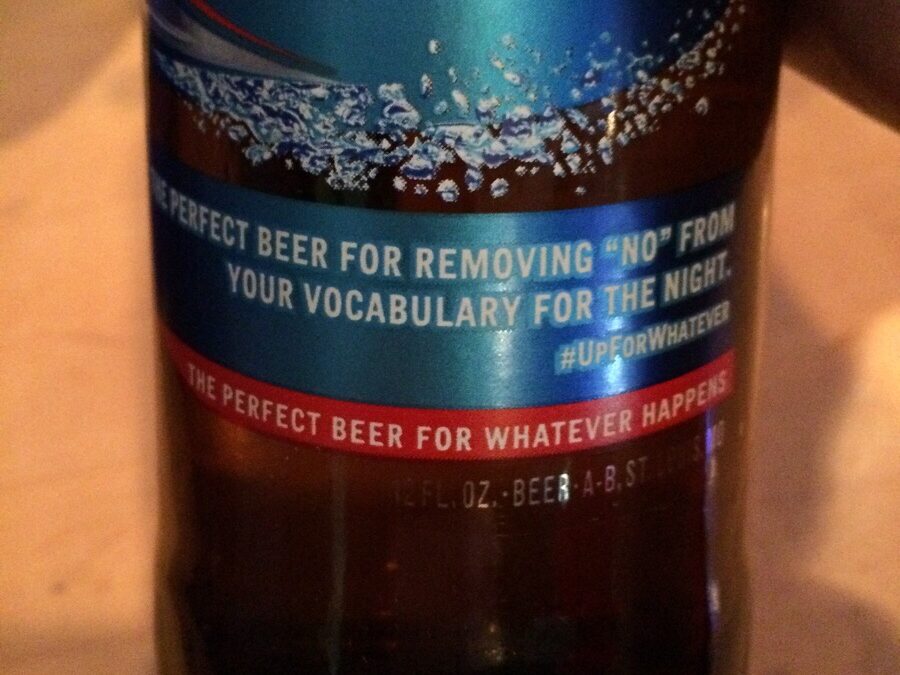 PERFECT BEER FOR REMOVING “NO” FROM
YOUR VOCABULARY FOR THE NIGHT.
#UPFORWHATEVER
THE PERFECT BEER FOR WHATEVER HAPPENS
12 FL. OZ.·BEER·A-B, ST.